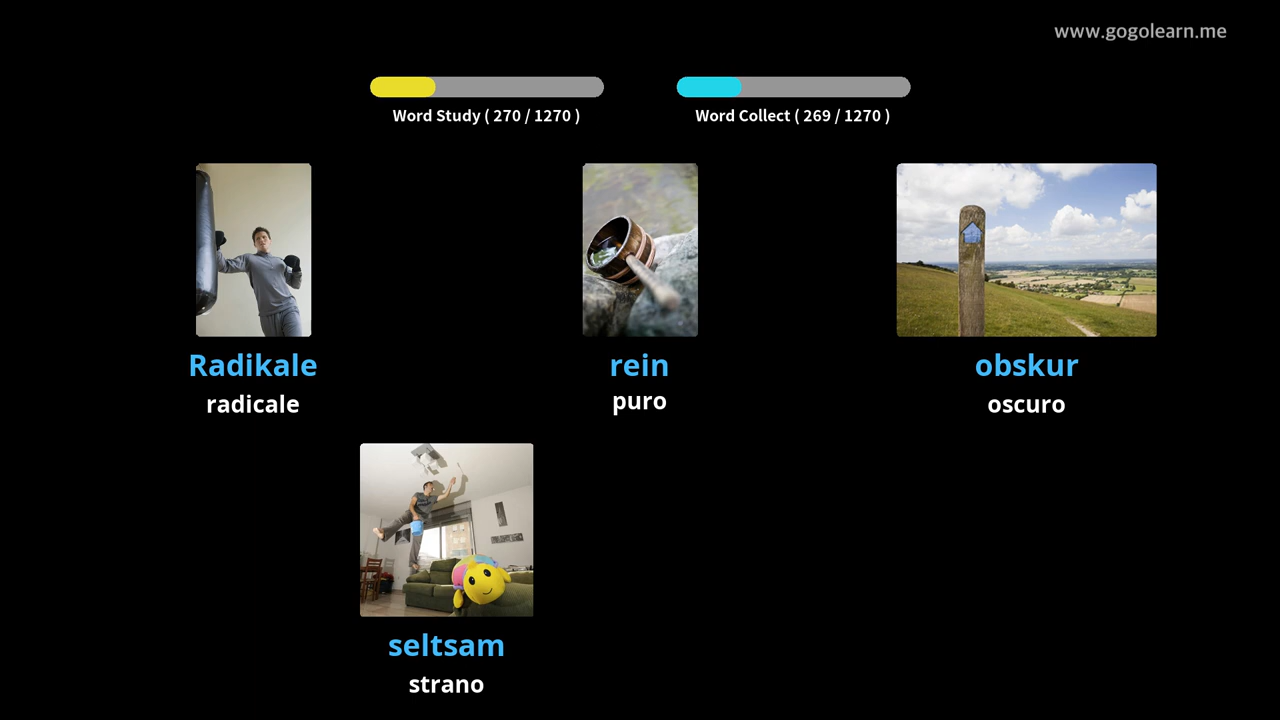 www.gogolearn.me
Word Study ( 270 / 1270 )
Word Collect ( 269 / 1270 )
Radikale
radicale
rein
puro
obskur
oscuro
seltsam
strano